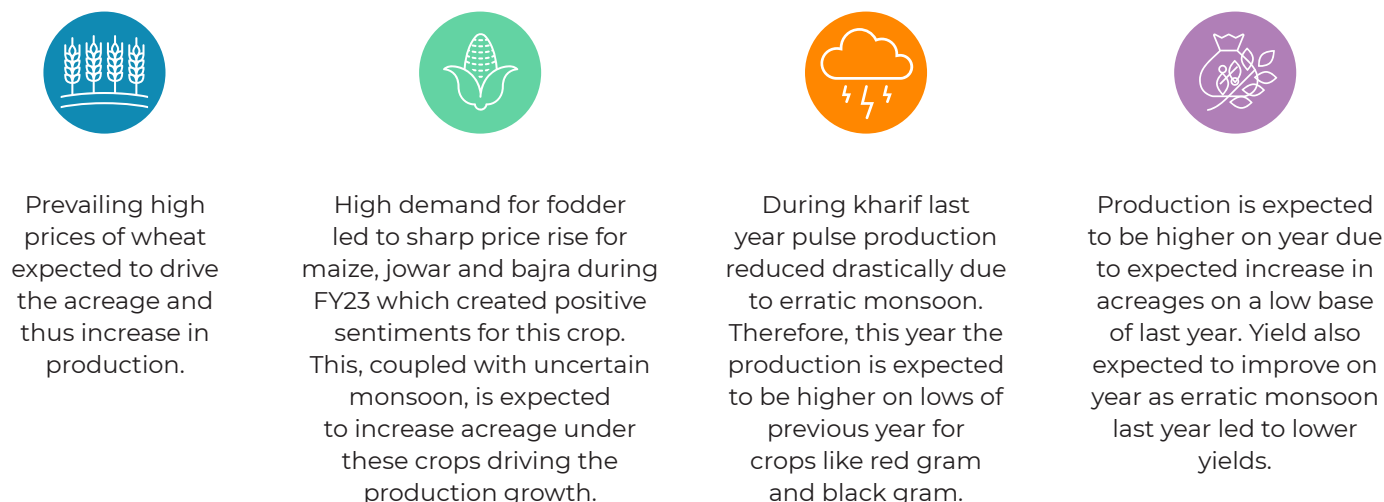 Prevailing high
prices of wheat
expected to drive
the acreage and
thus increase in
production.
High demand for fodder
led to sharp price rise for
maize, jowar and bajra during
FY23 which created positive
sentiments for this crop.
This, coupled with uncertain
monsoon, is expected
to increase acreage under
these crops driving the
production growth.
During kharif last
year pulse production
reduced drastically due
to erratic monsoon.
Therefore, this year the
production is expected
to be higher on lows of
previous year for
crops like red gram
and black gram.
Production is expected
to be higher on year due
to expected increase in
acreages on a low base
of last year. Yield also
expected to improve on
year as erratic monsoon
last year led to lower
yields.